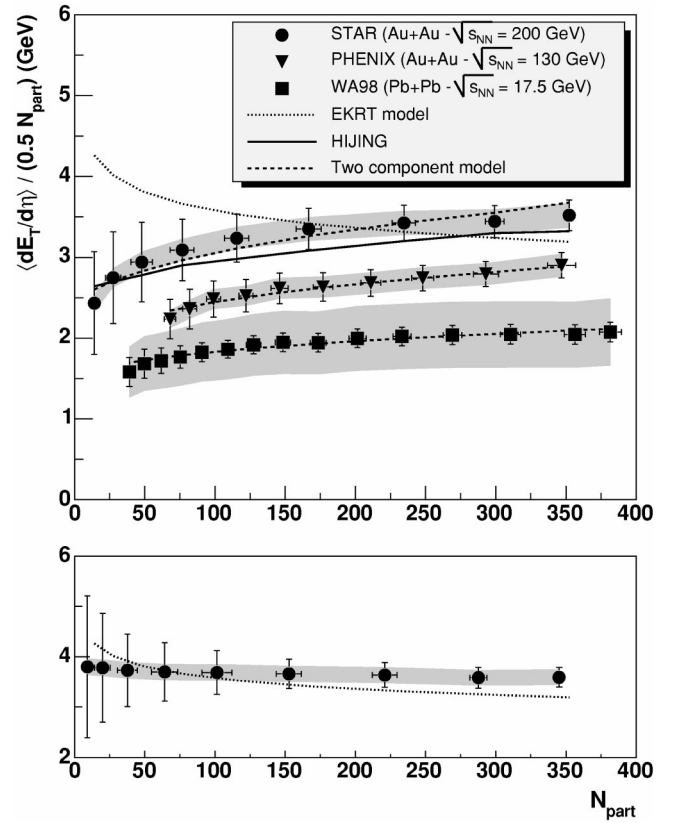 ⟨dE_T/dη⟩ / (0.5 N_part) (GeV)
STAR (Au+Au - √s_NN = 200 GeV)
PHENIX (Au+Au - √s_NN = 130 GeV)
WA98 (Pb+Pb - √s_NN = 17.5 GeV)
EKRT model
HIJING
Two component model
6
5
4
3
2
1
0
0 50 100 150 200 250 300 350 400
6
4
2
0 50 100 150 200 250 300 350 400
N_part